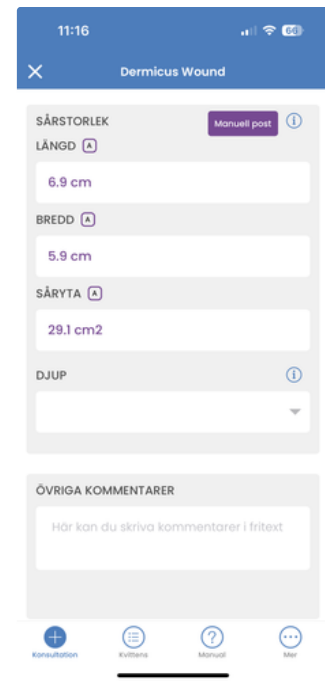 11:16
66
Dermicus Wound
SÅRSTORLEK
Manuell post
LÄNGD A
6.9 cm
BREDD A
5.9 cm
SÅRYTA A
29.1 cm2
DJUP
ÖVRIGA KOMMENTARER
Här kan du skriva kommentarer i fritext
Konsultation
Kvittens
Manual
Mer